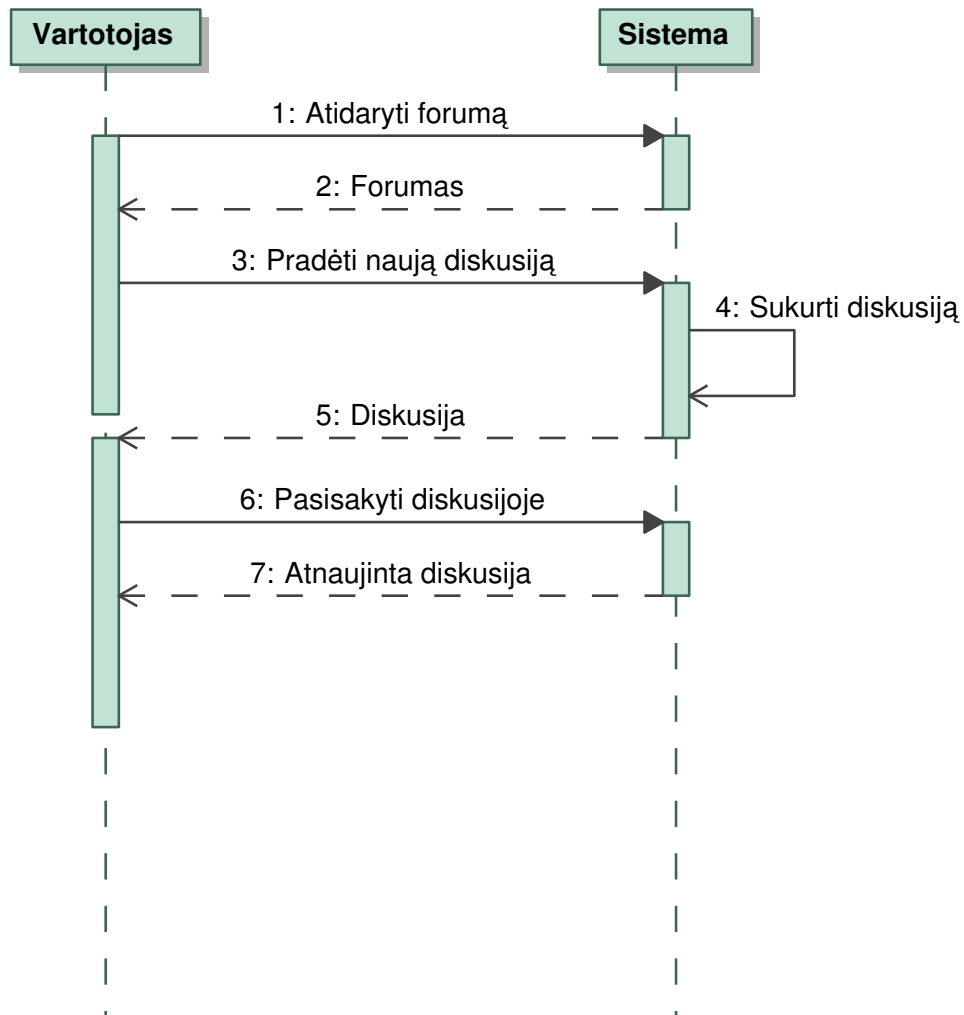 Vartotojas
Sistema
1: Atidaryti forumą
2: Forumas
3: Pradėti naują diskusiją
4: Sukurti diskusiją
5: Diskusija
6: Pasisakyti diskusijoje
7: Atnaujinta diskusija